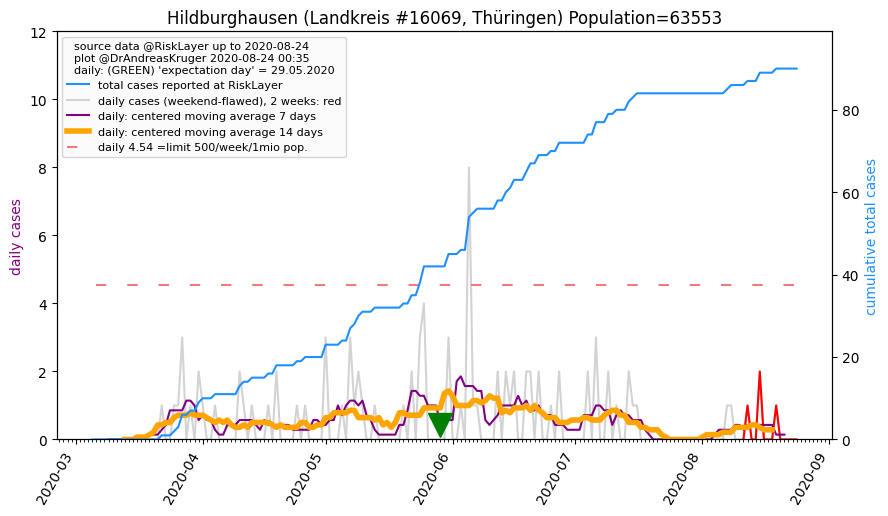 Hildburghausen (Landkreis #16069, Thüringen) Population=63553
source data @RiskLayer up to 2020-08-24
plot @DrAndreasKruger 2020-08-24 00:35
daily: (GREEN) 'expectation day' = 29.05.2020
total cases reported at RiskLayer
daily cases (weekend-flawed), 2 weeks: red
daily: centered moving average 7 days
daily: centered moving average 14 days
daily 4.54 =limit 500/week/1mio pop.
daily cases
12
10
8
6
4
2
0
cumulative total cases
80
60
40
20
0
2020-03
2020-04
2020-05
2020-06
2020-07
2020-08
2020-09